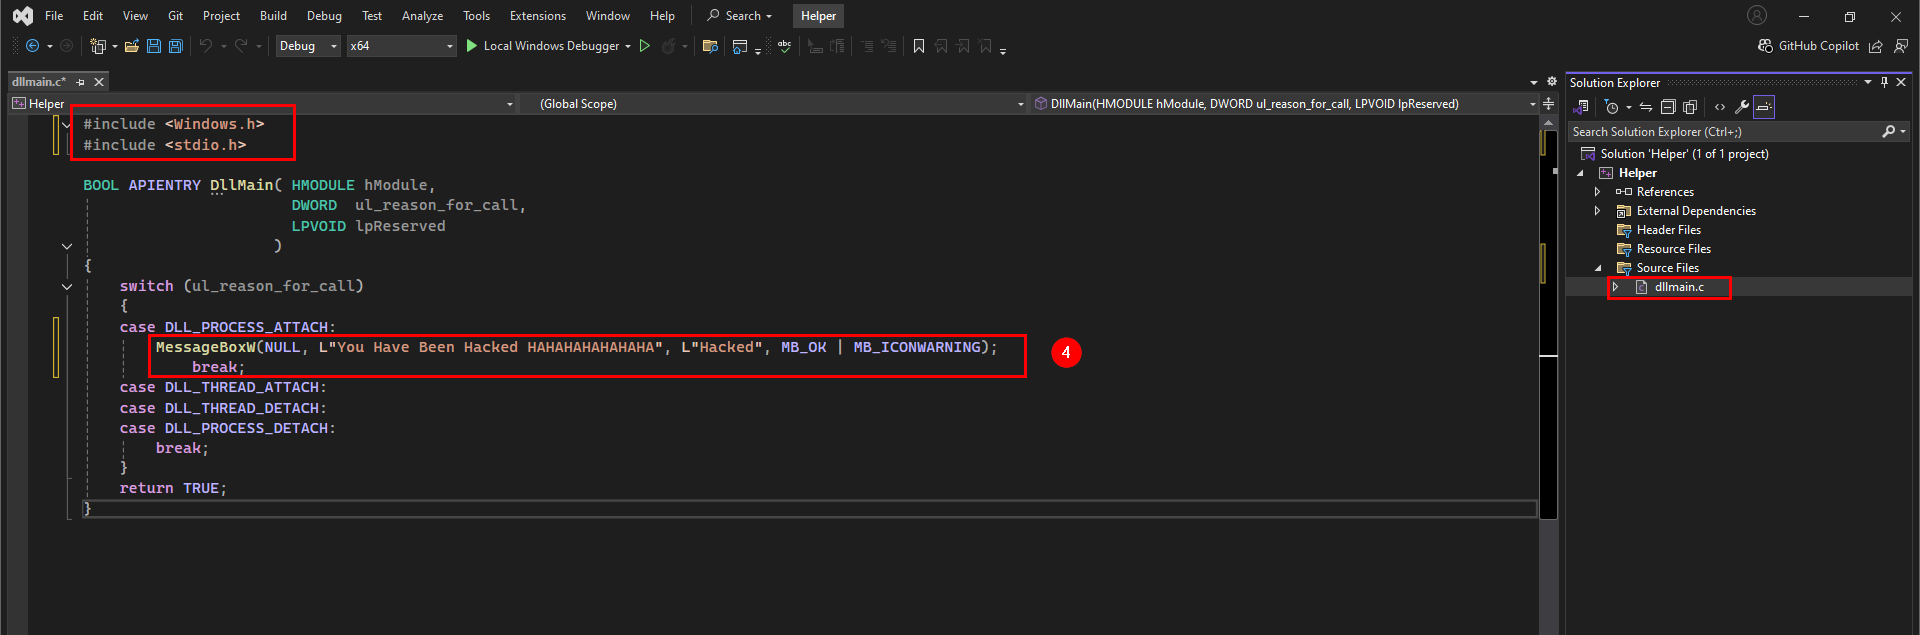 File Edit View Git Project Build Debug Test Analyze Tools Extensions Window Help Search Helper
Debug x64 Local Windows Debugger abc GitHub Copilot
dllmain.c*
Helper (Global Scope) DllMain(HMODULE hModule, DWORD ul_reason_for_call, LPVOID lpReserved)
#include <Windows.h>
#include <stdio.h>
BOOL APIENTRY DllMain( HMODULE hModule,
DWORD ul_reason_for_call,
LPVOID lpReserved
)
{
switch (ul_reason_for_call)
{
case DLL_PROCESS_ATTACH:
MessageBoxW(NULL, L"You Have Been Hacked HAHAHAHAHAHAHA", L"Hacked", MB_OK | MB_ICONWARNING);
break;
4
case DLL_THREAD_ATTACH:
case DLL_THREAD_DETACH:
case DLL_PROCESS_DETACH:
break;
}
return TRUE;
}
Solution Explorer
Search Solution Explorer (Ctrl+;)
Solution 'Helper' (1 of 1 project)
Helper
References
External Dependencies
Header Files
Resource Files
Source Files
dllmain.c